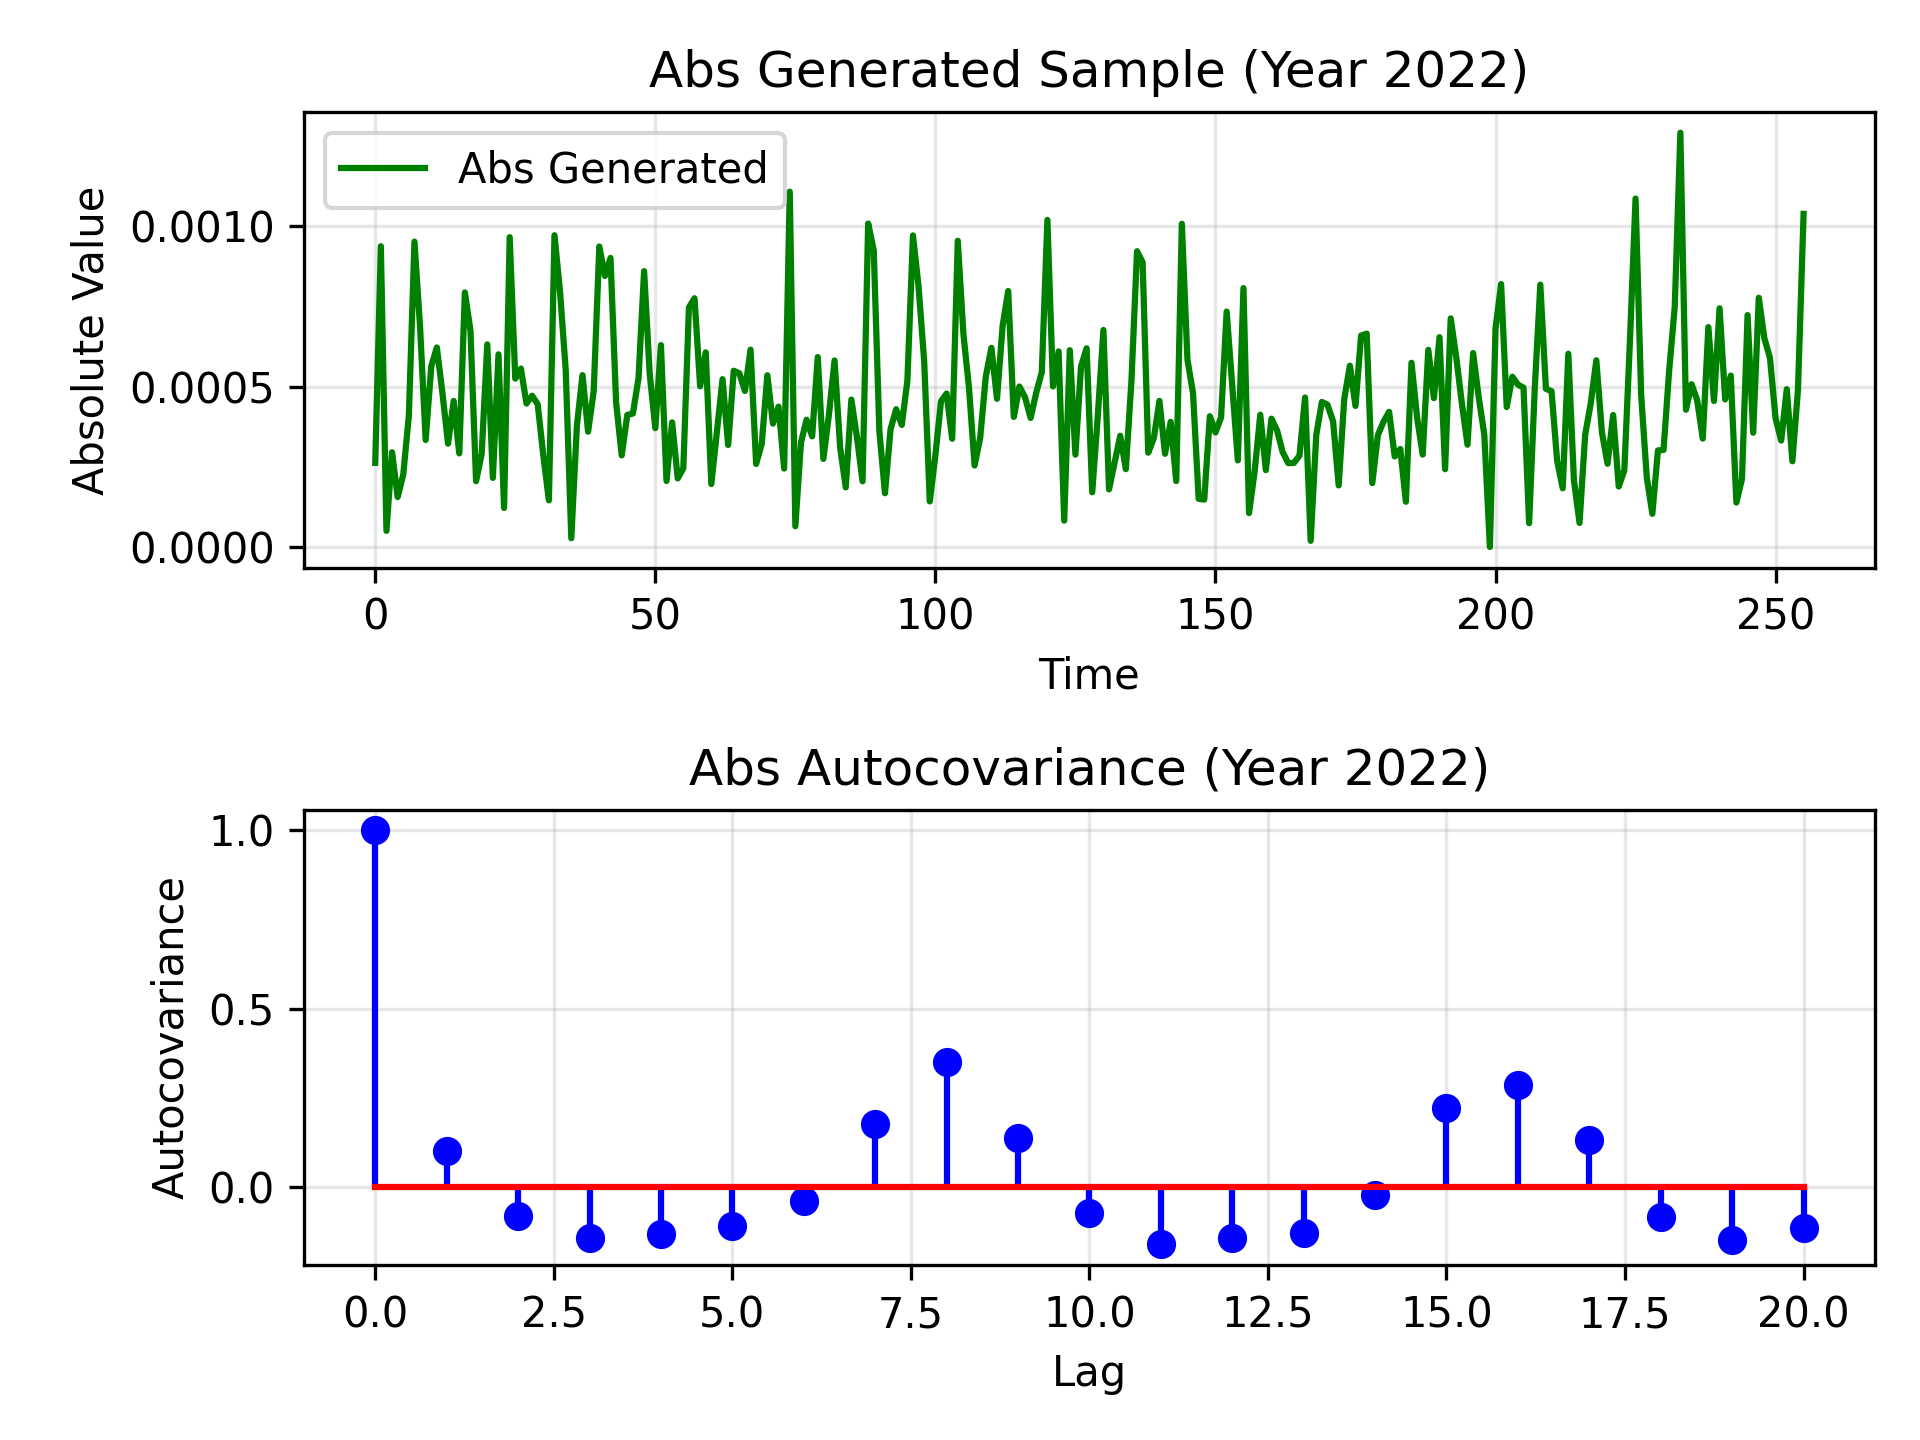 Abs Generated Sample (Year 2022)
Abs Generated
Absolute Value
0.0010
0.0005
0.0000
0 50 100 150 200 250
Time
Abs Autocovariance (Year 2022)
Autocovariance
1.0
0.5
0.0
0.0 2.5 5.0 7.5 10.0 12.5 15.0 17.5 20.0
Lag